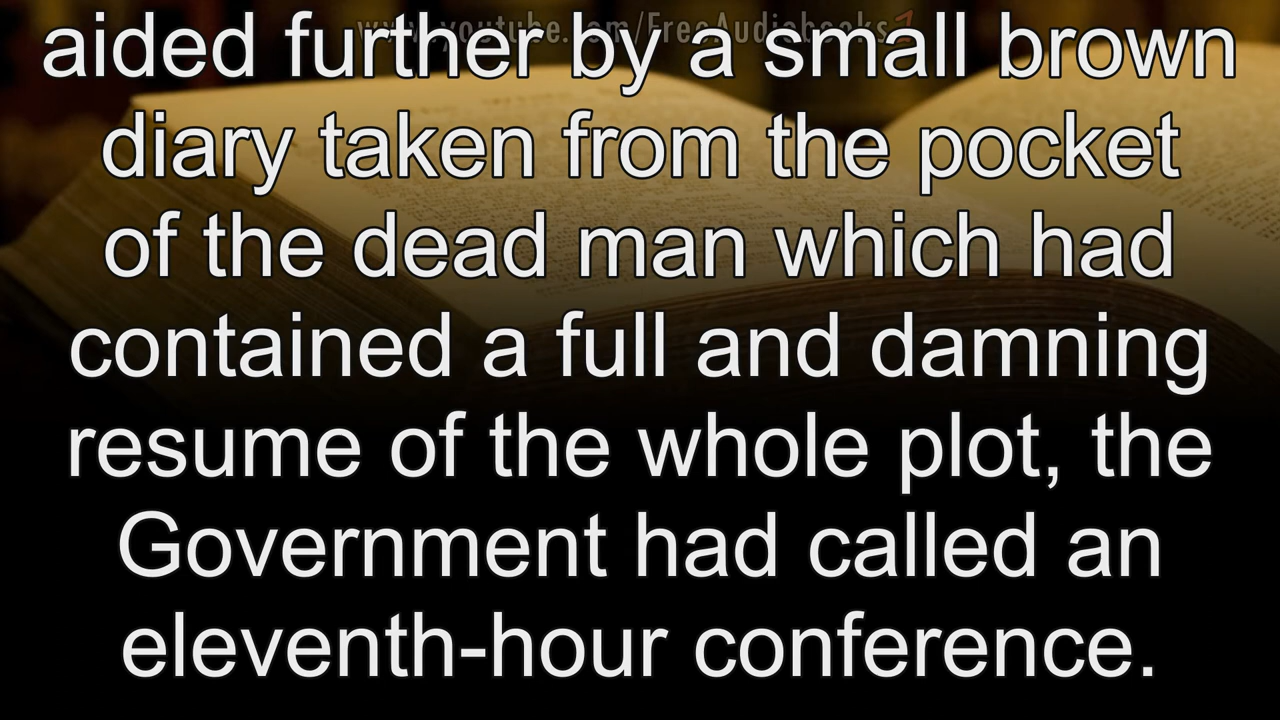 www.youtube.com/FreeAudiobooks1
aided further by a small brown
diary taken from the pocket
of the dead man which had
contained a full and damning
resume of the whole plot, the
Government had called an
eleventh-hour conference.